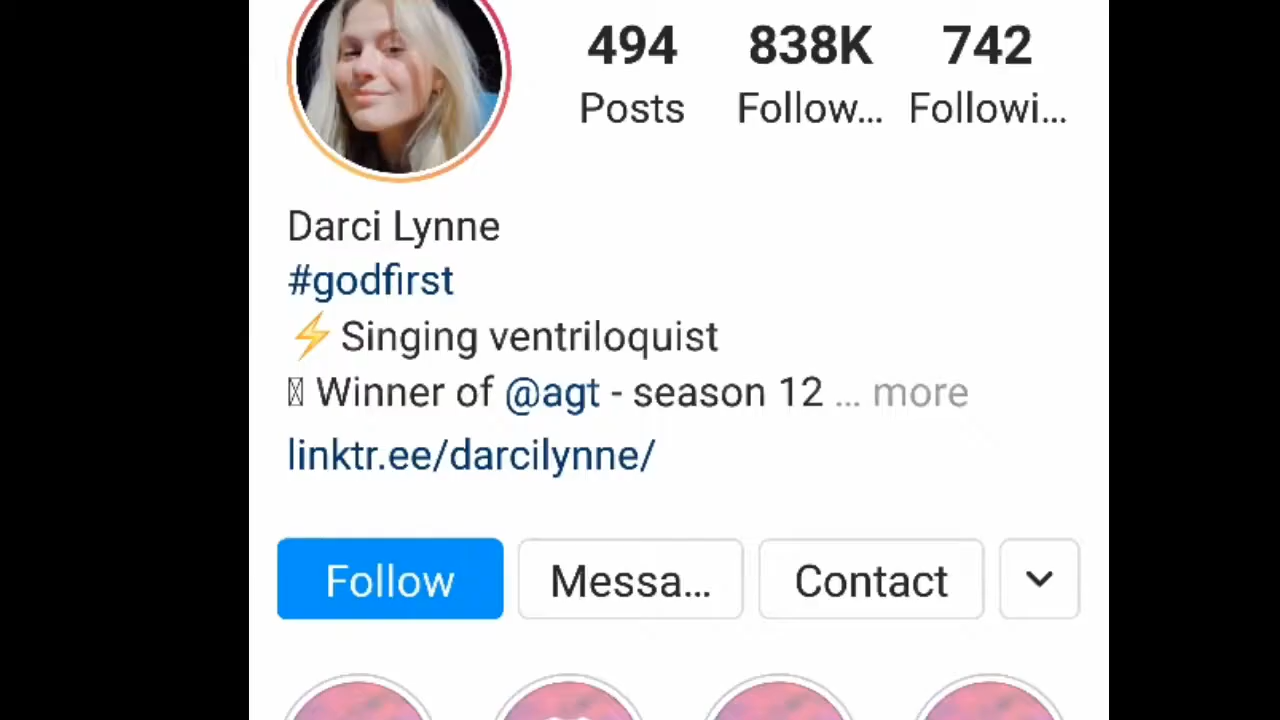 494 838K 742
Posts Follow... Followi...
Darci Lynne
#godfirst
⚡ Singing ventriloquist
Winner of @agt - season 12 ... more
linktr.ee/darcilynne/
Follow Messa... Contact